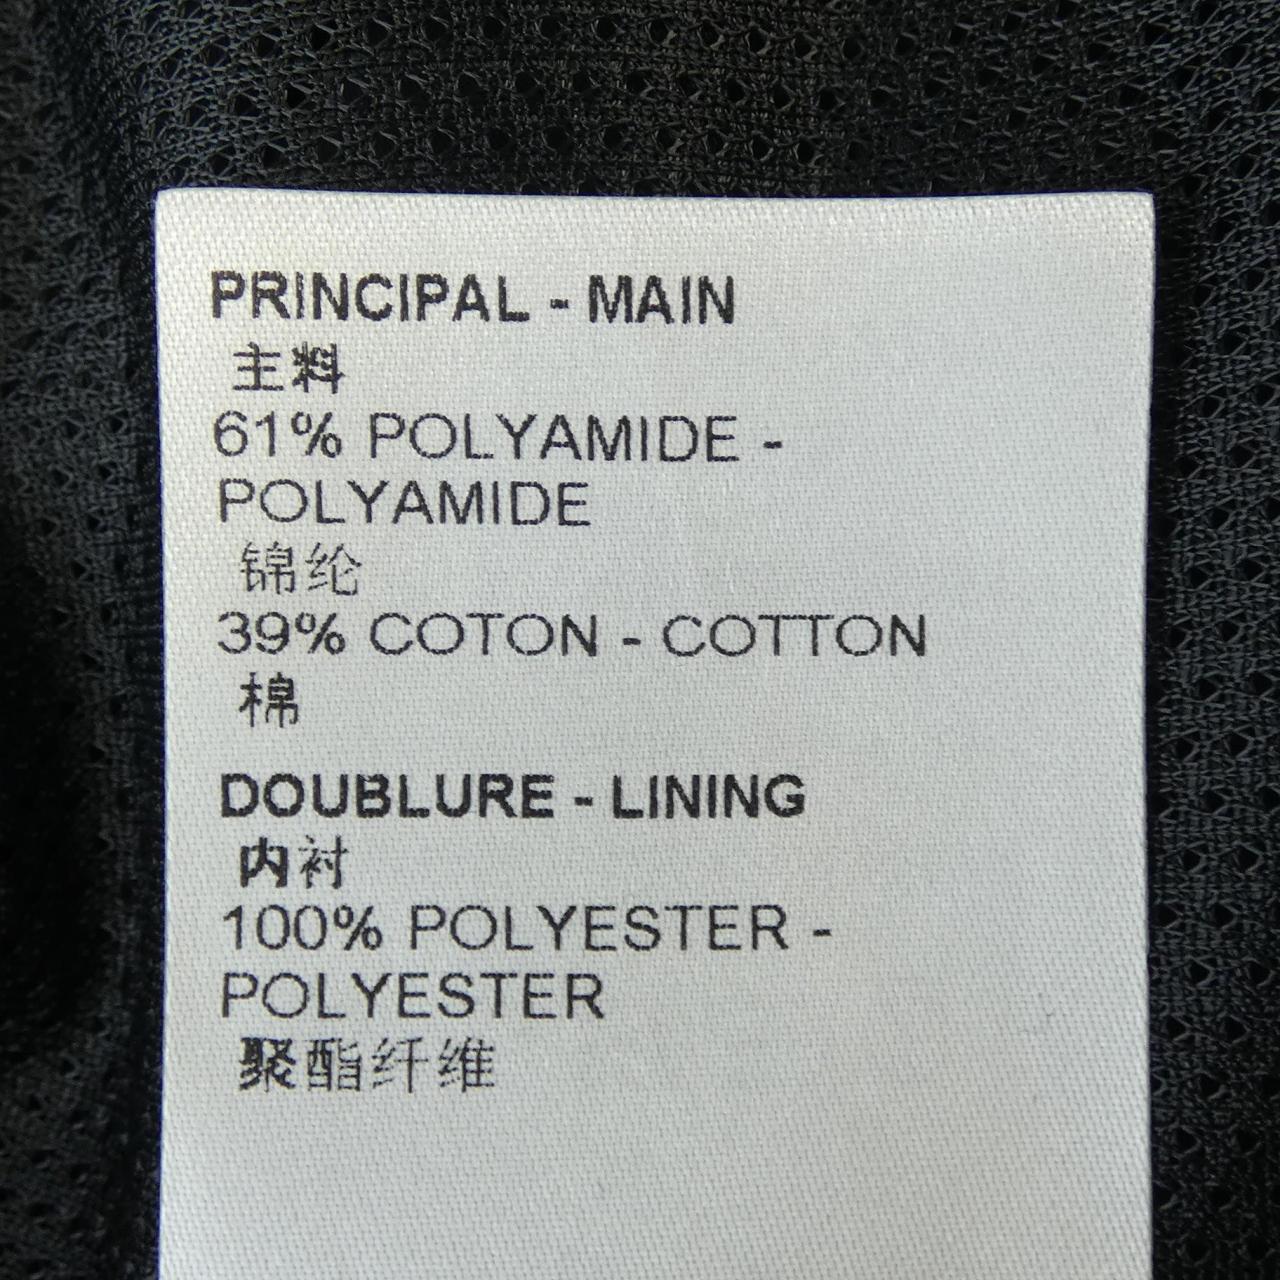 PRINCIPAL - MAIN
主料
61% POLYAMIDE -
POLYAMIDE
锦纶
39% COTON - COTTON
棉
DOUBLURE - LINING
内衬
100% POLYESTER -
POLYESTER
聚酯纤维